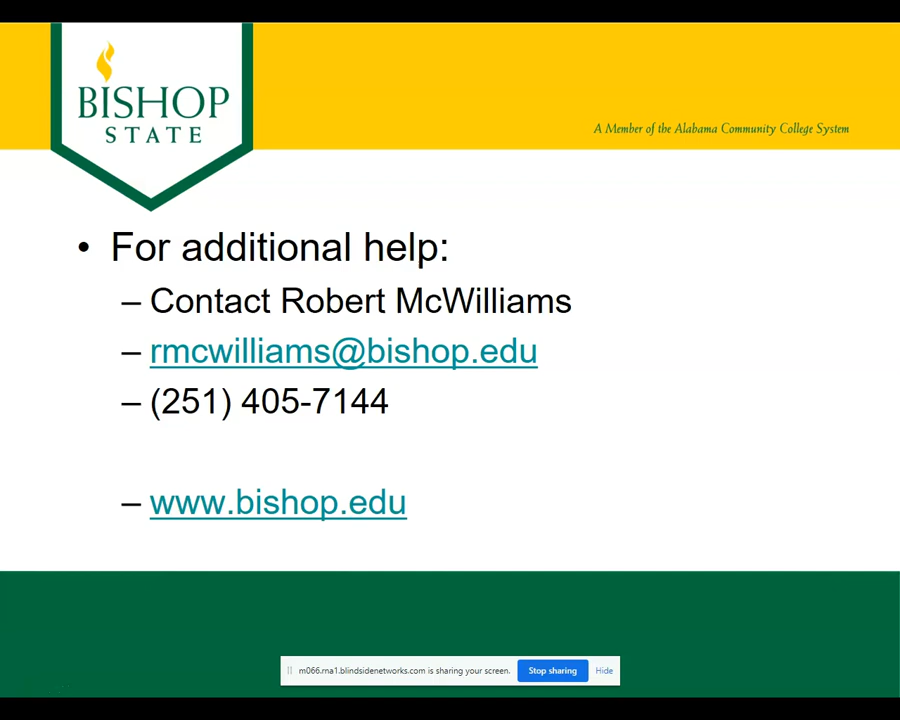 BISHOP
STATE
A Member of the Alabama Community College System
• For additional help:
– Contact Robert McWilliams
– rmcwilliams@bishop.edu
– (251) 405-7144
– www.bishop.edu
m066.rna1.blindsidenetworks.com is sharing your screen. Stop sharing Hide